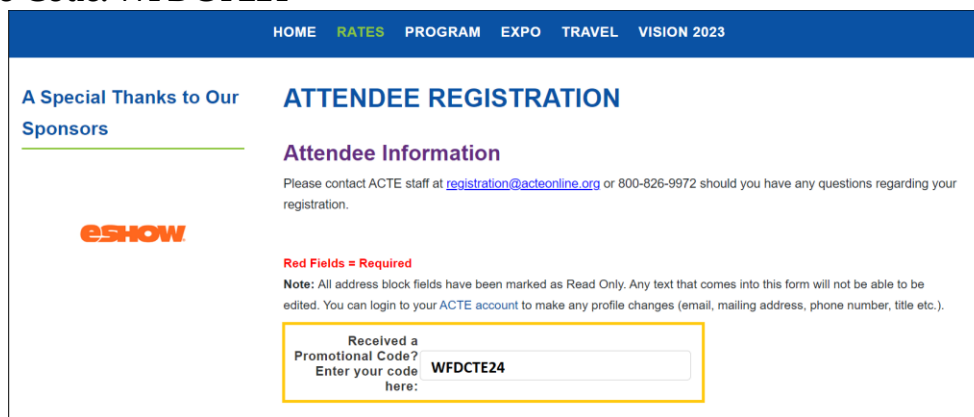 HOME RATES PROGRAM EXPO TRAVEL VISION 2023
A Special Thanks to Our
Sponsors
eSHOW
ATTENDEE REGISTRATION
Attendee Information
Please contact ACTE staff at registration@acteonline.org or 800-826-9972 should you have any questions regarding your
registration.
Red Fields = Required
Note: All address block fields have been marked as Read Only. Any text that comes into this form will not be able to be
edited. You can login to your ACTE account to make any profile changes (email, mailing address, phone number, title etc.).
Received a
Promotional Code?
Enter your code
here:
WFDCTE24